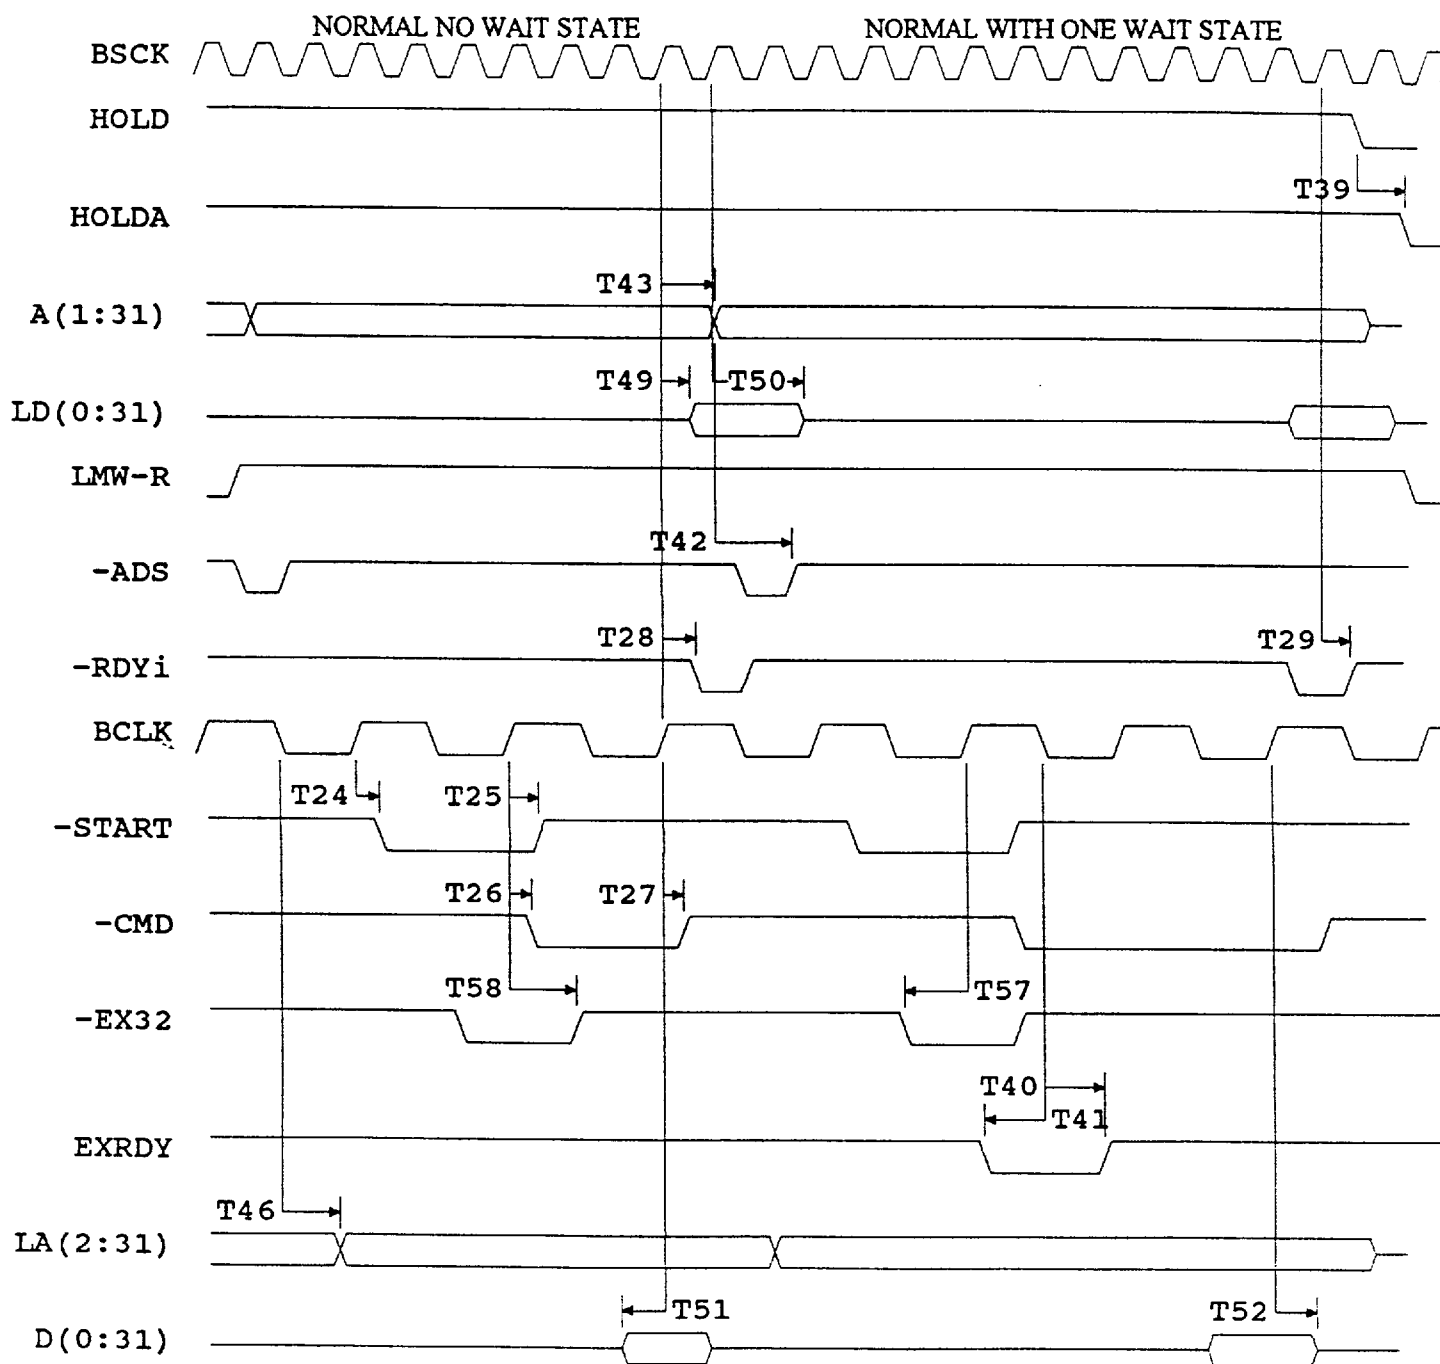 NORMAL NO WAIT STATE
NORMAL WITH ONE WAIT STATE
BSCK
HOLD
T39
HOLDA
T43
A(1:31)
T49
T50
LD(0:31)
LMW-R
T42
-ADS
T28
T29
-RDYi
BCLK
T24
T25
-START
T26
T27
-CMD
T58
T57
-EX32
T40
T41
EXRDY
T46
LA(2:31)
T51
T52
D(0:31)